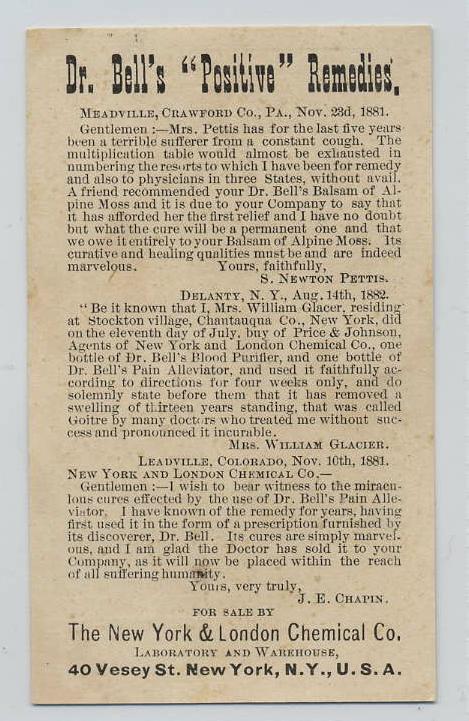 Dr. Bell's "Positive" Remedies.
MEADVILLE, CRAWFORD CO., PA., NOV. 23d, 1881.
Gentlemen :—Mrs. Pettis has for the last five years
been a terrible sufferer from a constant cough. The
multiplication table would almost be exhausted in
numbering the resorts to which I have been for remedy
and also to physicians in three States, without avail.
A friend recommended your Dr. Bell's Balsam of Al-
pine Moss and it is due to your Company to say that
it has afforded her the first relief and I have no doubt
but what the cure will be a permanent one and that
we owe it entirely to your Balsam of Alpine Moss. Its
curative and healing qualities must be and are indeed
marvelous. Yours, faithfully,
S. NEWTON PETTIS.
DELANTY, N. Y., AUG. 14th, 1882.
"Be it known that I, Mrs. William Glacer, residing
at Stockton village, Chantauqua Co., New York, did
on the eleventh day of July, buy of Price & Johnson,
Agents of New York and London Chemical Co., one
bottle of Dr. Bell's Blood Purifier, and one bottle of
Dr. Bell's Pain Alleviator, and used it faithfully ac-
cording to directions for four weeks only, and do
solemnly state before them that it has removed a
swelling of thirteen years standing, that was called
Goitre by many doctors who treated me without suc-
cess and pronounced it incurable.
MRS. WILLIAM GLACIER.
LEADVILLE, COLORADO, NOV. 10th, 1881.
NEW YORK AND LONDON CHEMICAL CO.—
Gentlemen :—I wish to bear witness to the miracu-
lous cures effected by the use of Dr. Bell's Pain Alle-
viator. I have known of the remedy for years, having
first used it in the form of a prescription furnished by
its discoverer, Dr. Bell. Its cures are simply marvel-
ous, and I am glad the Doctor has sold it to your
Company, as it will now be placed within the reach
of all suffering humanity.
Yours, very truly,
J. E. CHAPIN.
FOR SALE BY
The New York & London Chemical Co.
LABORATORY AND WAREHOUSE,
40 Vesey St. New York, N.Y., U.S.A.